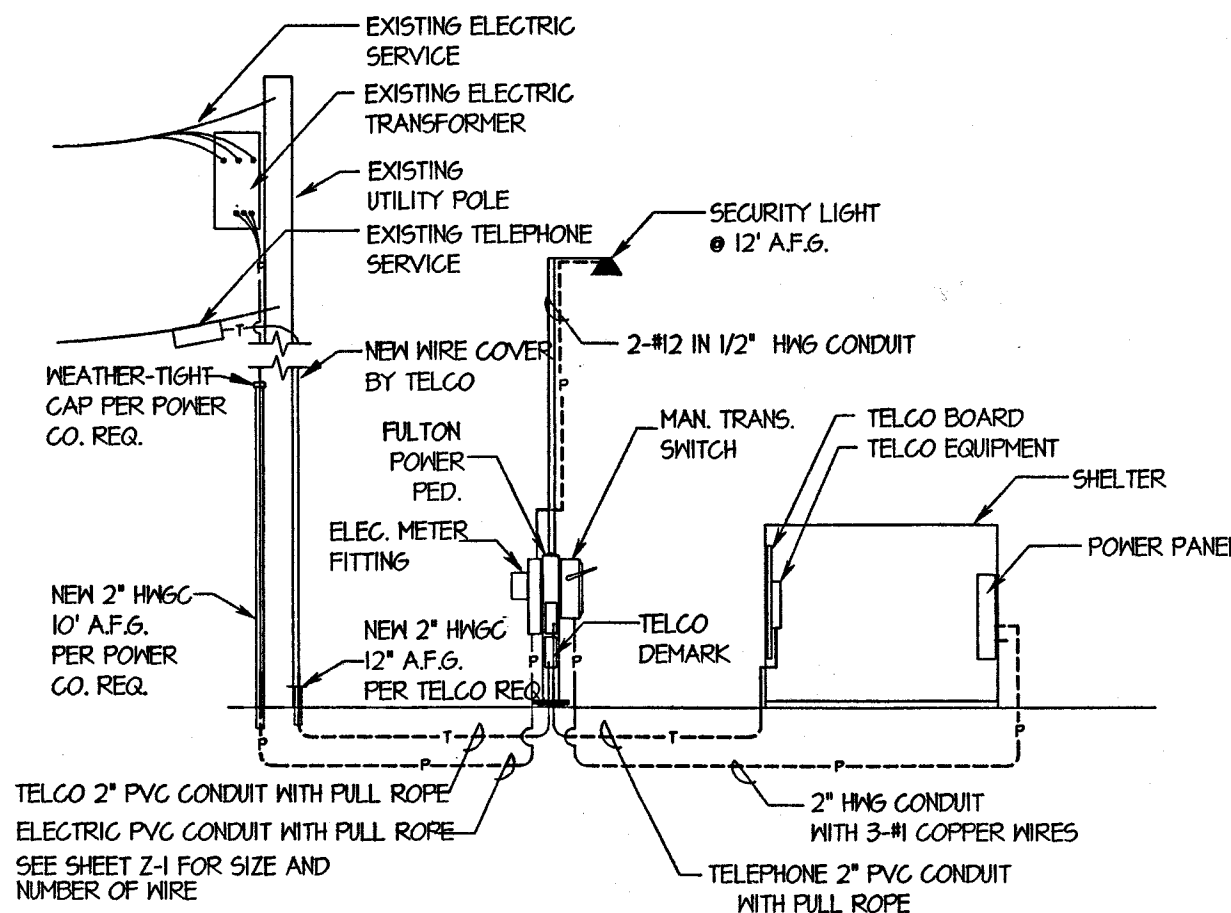 EXISTING ELECTRIC
SERVICE
EXISTING ELECTRIC
TRANSFORMER
EXISTING
UTILITY POLE
EXISTING TELEPHONE
SERVICE
SECURITY LIGHT
@ 12' A.F.G.
P
T
2-#12 IN 1/2" HWG CONDUIT
NEW WIRE COVER
BY TELCO
WEATHER-TIGHT
CAP PER POWER
CO. REQ.
P
FULTON
POWER
PED.
MAN. TRANS.
SWITCH
TELCO BOARD
TELCO EQUIPMENT
SHELTER
ELEC. METER
FITTING
POWER PANEL
NEW 2" HWGC
10' A.F.G.
PER POWER
CO. REQ.
NEW 2" HWGC
12" A.F.G.
PER TELCO REQ.
TELCO
DEMARK
P
P
P
P
T
T
P
P
TELCO 2" PVC CONDUIT WITH PULL ROPE
ELECTRIC PVC CONDUIT WITH PULL ROPE
SEE SHEET Z-1 FOR SIZE AND
NUMBER OF WIRE
2" HWG CONDUIT
WITH 3-#1 COPPER WIRES
TELEPHONE 2" PVC CONDUIT
WITH PULL ROPE